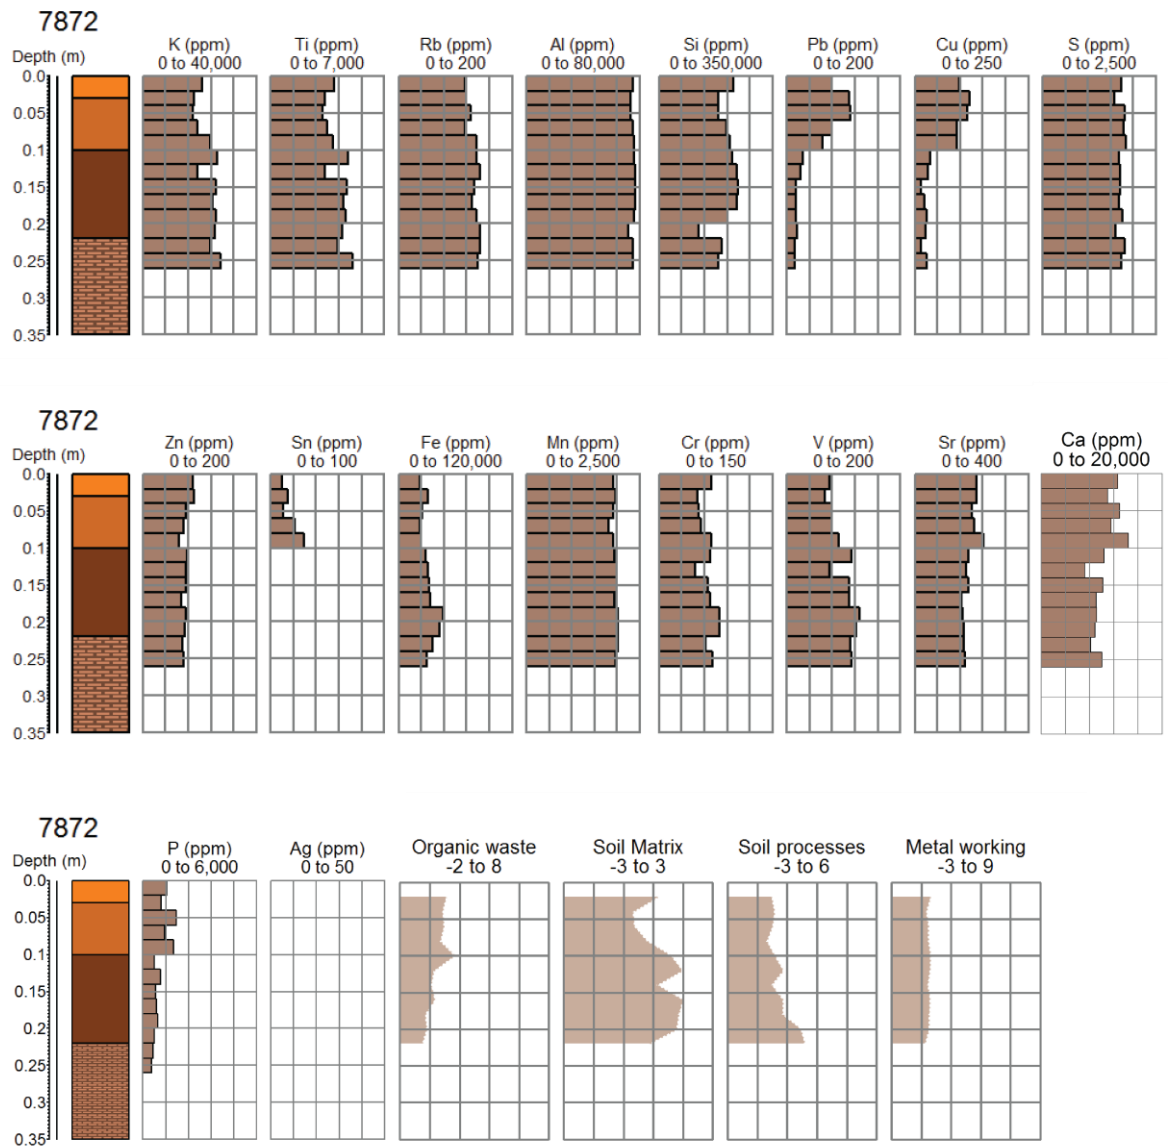 7872
Depth (m)
K (ppm)
0 to 40,000
Ti (ppm)
0 to 7,000
Rb (ppm)
0 to 200
Al (ppm)
0 to 80,000
Si (ppm)
0 to 350,000
Pb (ppm)
0 to 200
Cu (ppm)
0 to 250
S (ppm)
0 to 2,500
0.0
0.05
0.1
0.15
0.2
0.25
0.3
0.35
7872
Depth (m)
Zn (ppm)
0 to 200
Sn (ppm)
0 to 100
Fe (ppm)
0 to 120,000
Mn (ppm)
0 to 2,500
Cr (ppm)
0 to 150
V (ppm)
0 to 200
Sr (ppm)
0 to 400
Ca (ppm)
0 to 20,000
0.0
0.05
0.1
0.15
0.2
0.25
0.3
0.35
7872
Depth (m)
P (ppm)
0 to 6,000
Ag (ppm)
0 to 50
Organic waste
-2 to 8
Soil Matrix
-3 to 3
Soil processes
-3 to 6
Metal working
-3 to 9
0.0
0.05
0.1
0.15
0.2
0.25
0.3
0.35